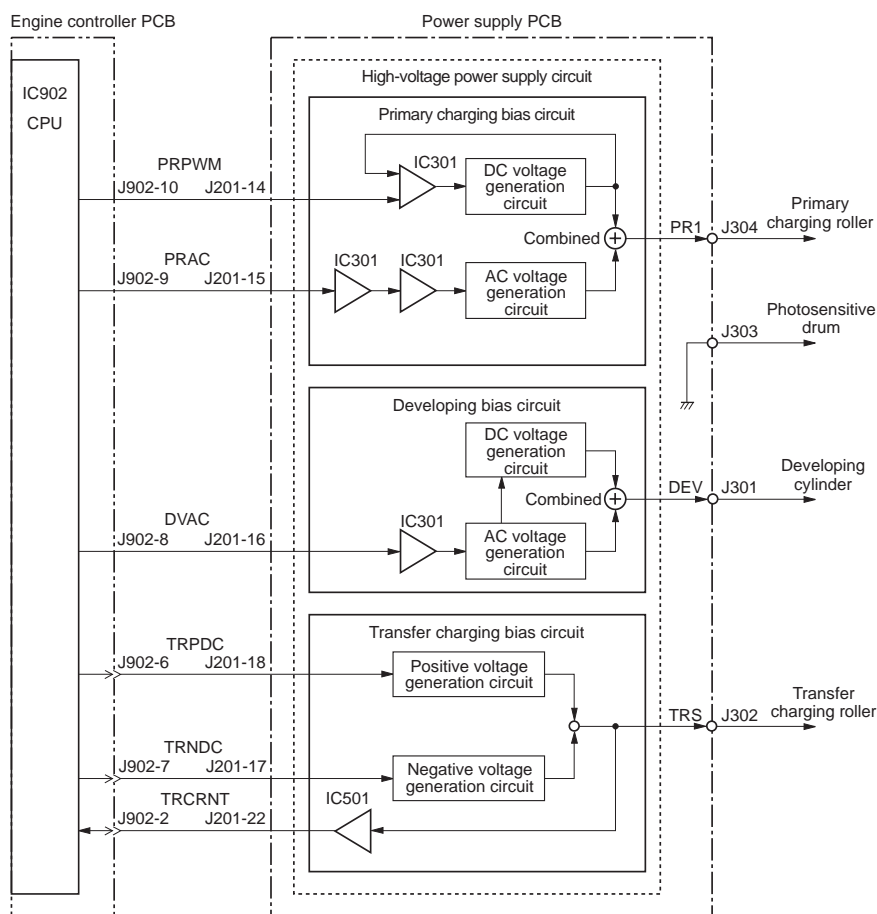 Engine controller PCB
Power supply PCB
IC902
CPU
High-voltage power supply circuit
Primary charging bias circuit
PRPWM
J902-10 J201-14
IC301
DC voltage
generation
circuit
Combined
PR1
J304
Primary
charging roller
PRAC
J902-9 J201-15
IC301
IC301
AC voltage
generation
circuit
J303
Photosensitive
drum
Developing bias circuit
DC voltage
generation
circuit
Combined
DEV
J301
Developing
cylinder
DVAC
J902-8 J201-16
IC301
AC voltage
generation
circuit
Transfer charging bias circuit
TRPDC
J902-6 J201-18
Positive voltage
generation circuit
TRS
J302
Transfer
charging roller
TRNDC
J902-7 J201-17
Negative voltage
generation circuit
TRCRNT
J902-2 J201-22
IC501